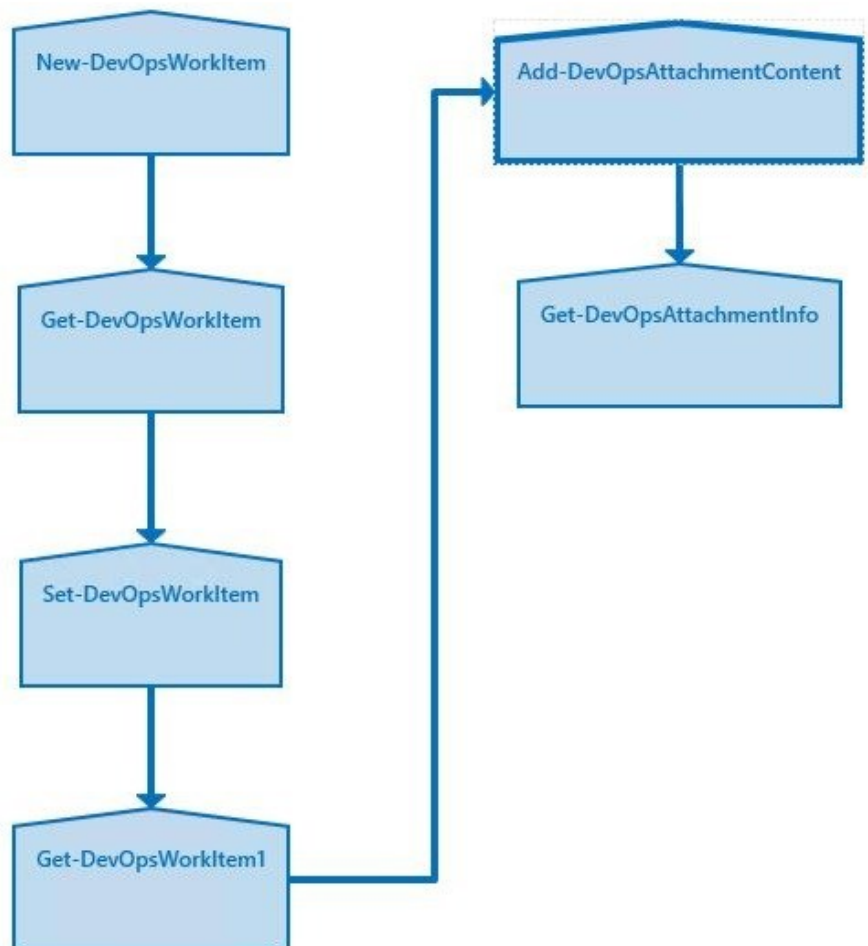 New-DevOpsWorkItem
Get-DevOpsWorkItem
Set-DevOpsWorkItem
Get-DevOpsWorkItem1
Add-DevOpsAttachmentContent
Get-DevOpsAttachmentInfo